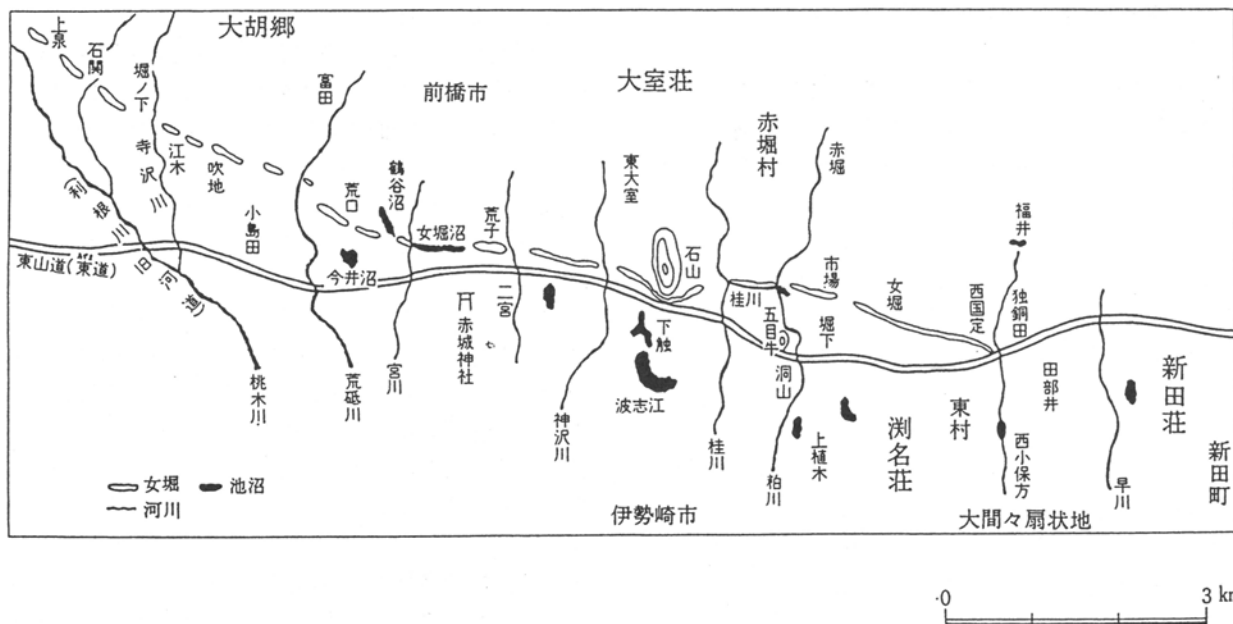 大胡郷
上泉
石関
堀ノ下
寺沢川
江木
吹地
小島田
富田
前橋市
大室荘
荒口
鶴谷沼
女堀沼
荒子
東大室
石山
赤堀村
赤堀
桂川
市場
女堀
西国定
福井
独鈷田
東山道(東道)
(利根川旧河道)
今井沼
赤城神社
二宮
下触
波志江
五目牛
洞山
堀下
田部井
新田荘
新田町
東村
渕名荘
桃木川
荒砥川
宮川
神沢川
桂川
粕川
上植木
西小保方
早川
女堀 池沼
河川
伊勢崎市
大間々扇状地
0 3 km